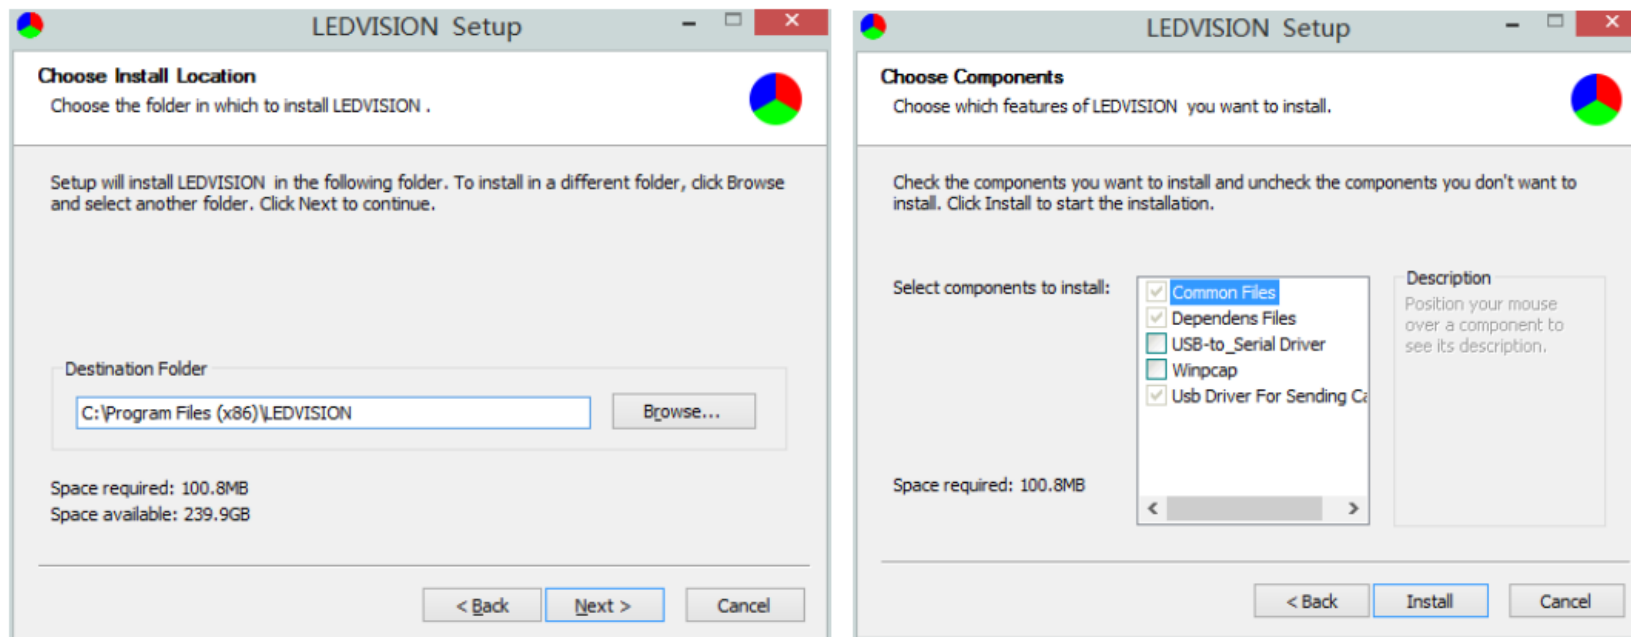 LEDVISION Setup
Choose Install Location
Choose the folder in which to install LEDVISION .
Setup will install LEDVISION in the following folder. To install in a different folder, click Browse
and select another folder. Click Next to continue.
Destination Folder
C:\Program Files (x86)\LEDVISION
Browse...
Space required: 100.8MB
Space available: 239.9GB
< Back
Next >
Cancel
LEDVISION Setup
Choose Components
Choose which features of LEDVISION you want to install.
Check the components you want to install and uncheck the components you don't want to
install. Click Install to start the installation.
Select components to install:
Common Files
Dependens Files
USB-to_Serial Driver
Winpcap
Usb Driver For Sending Ca
Description
Position your mouse
over a component to
see its description.
Space required: 100.8MB
< Back
Install
Cancel